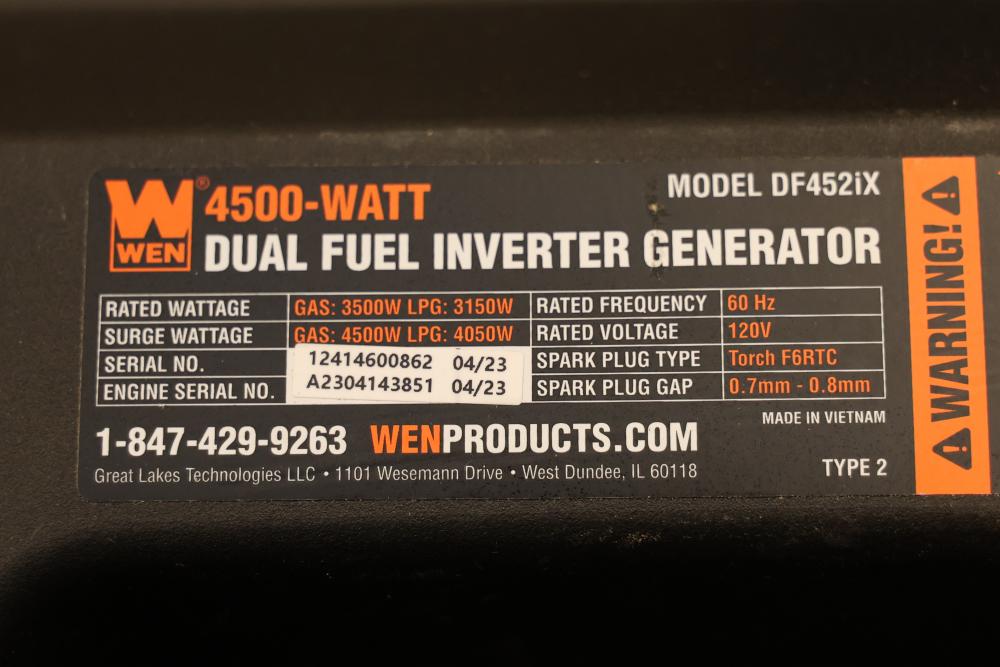 WEN®
4500-WATT
MODEL DF452iX
DUAL FUEL INVERTER GENERATOR
RATED WATTAGE GAS: 3500W LPG: 3150W RATED FREQUENCY 60 Hz
SURGE WATTAGE GAS: 4500W LPG: 4050W RATED VOLTAGE 120V
SERIAL NO. 12414600862 04/23 SPARK PLUG TYPE Torch F6RTC
ENGINE SERIAL NO. A2304143851 04/23 SPARK PLUG GAP 0.7mm - 0.8mm
MADE IN VIETNAM
1-847-429-9263 WENPRODUCTS.COM
Great Lakes Technologies LLC • 1101 Wesemann Drive • West Dundee, IL 60118
TYPE 2
WARNING!